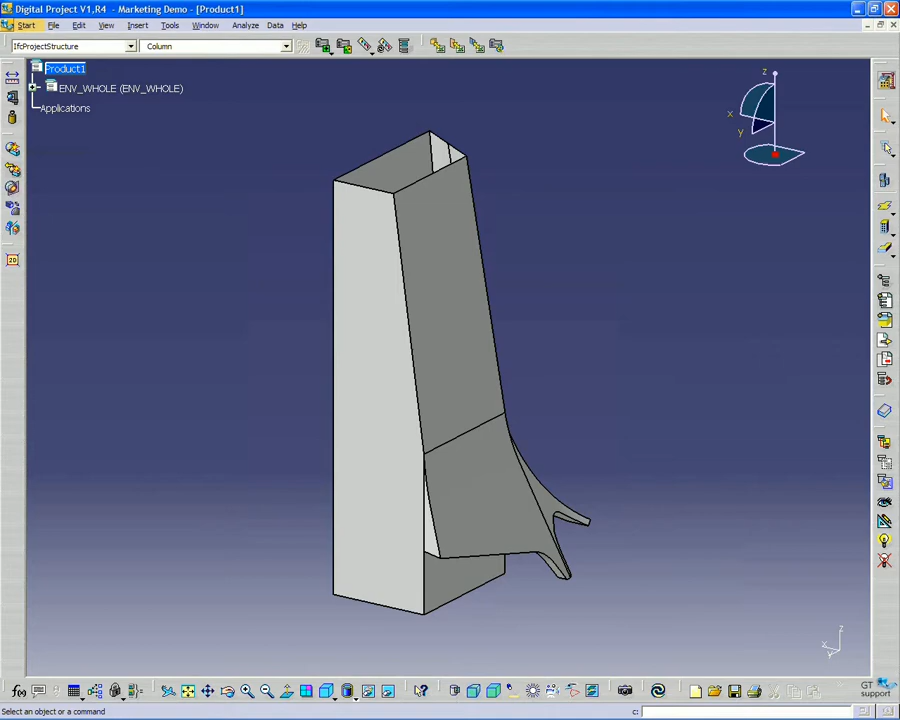 Digital Project V1,R4 - Marketing Demo - [Product1]
Start File Edit View Insert Tools Window Analyze Data Help
IfcProjectStructure Column
Product1
ENV_WHOLE (ENV_WHOLE)
Applications
z
x
y
z
x
y
2D
f(x)
GT
support
Select an object or a command
c: